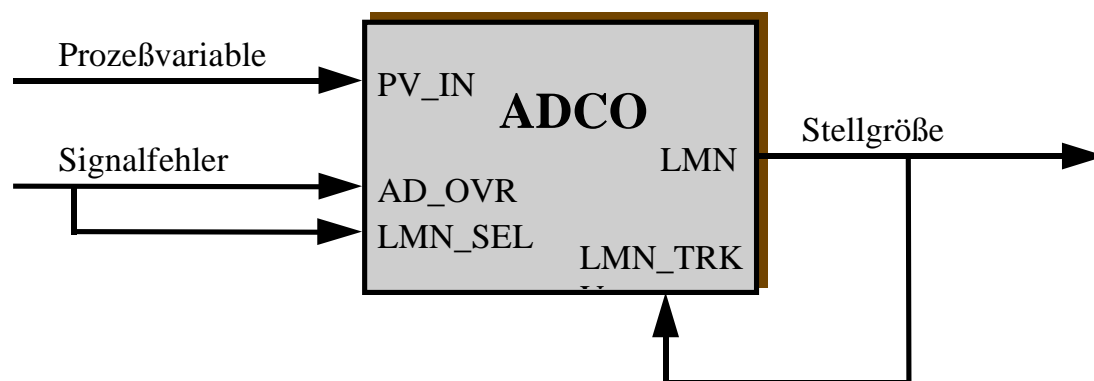 Prozeßvariable
PV_IN
ADCO
Stellgröße
Signalfehler
LMN
AD_OVR
LMN_SEL
LMN_TRK